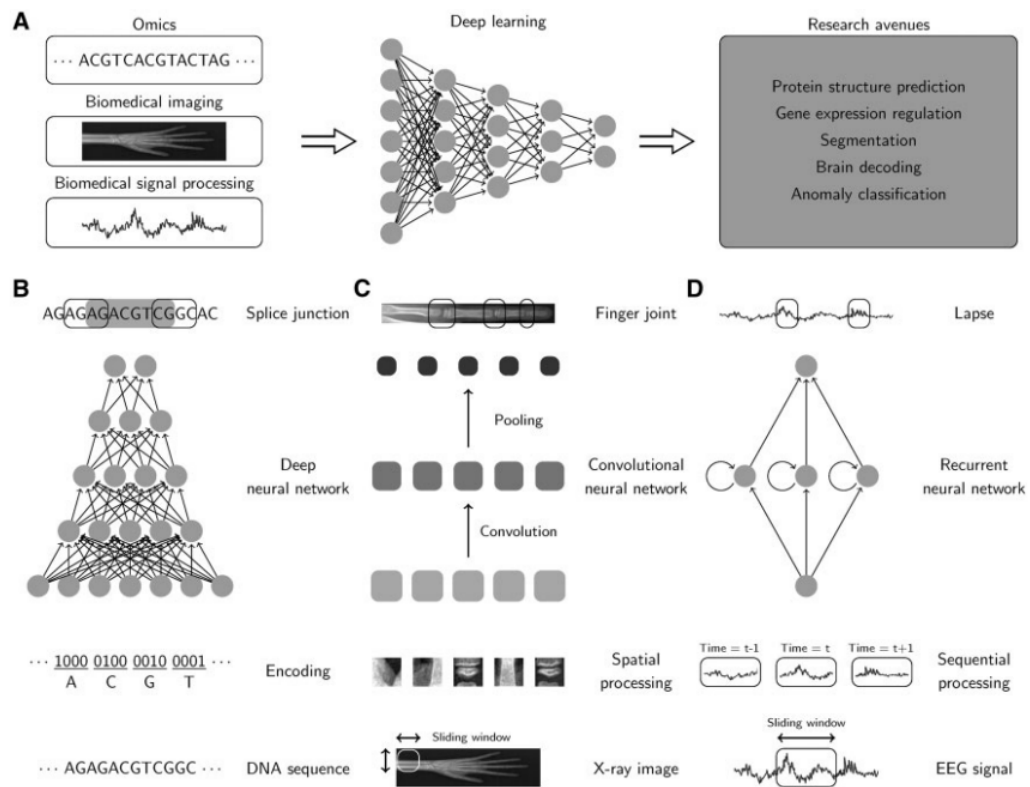 A
Omics
Deep learning
Research avenues
··· ACGTCACGTACTAG ···
Biomedical imaging
Biomedical signal processing
Protein structure prediction
Gene expression regulation
Segmentation
Brain decoding
Anomaly classification
B
AGAGAGACGTCGGCAC
Splice junction
Deep
neural network
··· 1000 0100 0010 0001 ···
A C G T
Encoding
··· AGAGACGTCGGC ···
DNA sequence
C
Finger joint
Pooling
Convolutional
neural network
Convolution
Spatial
processing
Sliding window
X-ray image
D
Lapse
Recurrent
neural network
Time = t-1 Time = t Time = t+1
Sequential
processing
Sliding window
EEG signal